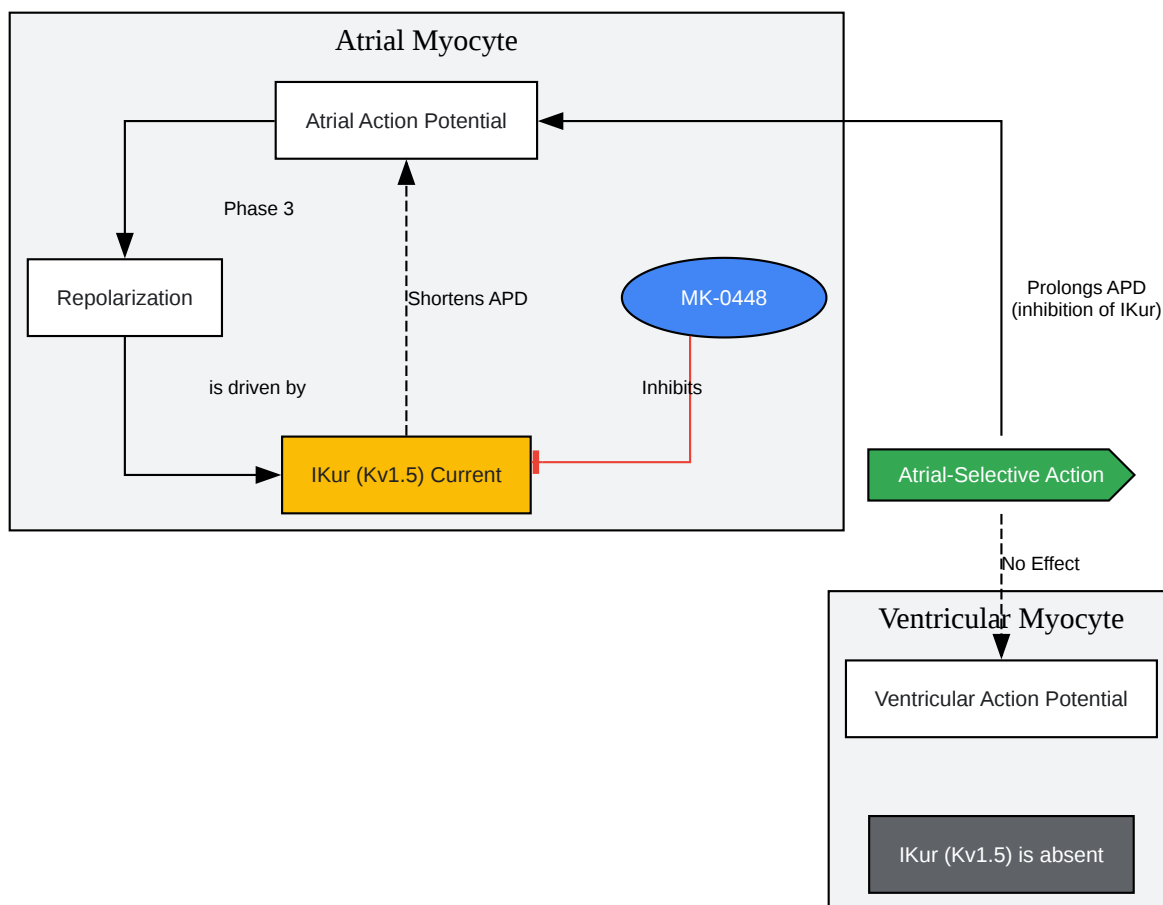 Atrial Myocyte
Atrial Action Potential
Phase 3
Repolarization
Shortens APD
MK-0448
Prolongs APD
(inhibition of IKur)
is driven by
Inhibits
IKur (Kv1.5) Current
Atrial-Selective Action
No Effect
Ventricular Myocyte
Ventricular Action Potential
IKur (Kv1.5) is absent